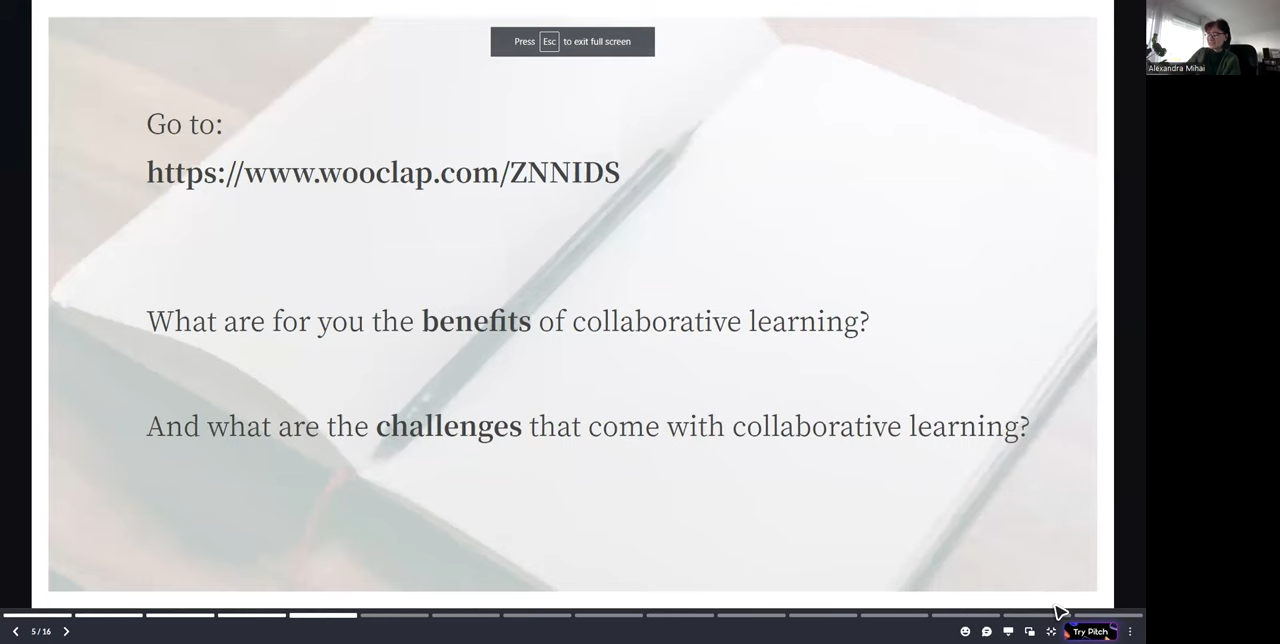 Press Esc to exit full screen
Alexandra Mihai
Go to:
https://www.wooclap.com/ZNNIDS
What are for you the benefits of collaborative learning?
And what are the challenges that come with collaborative learning?
5 / 16
Try Pitch